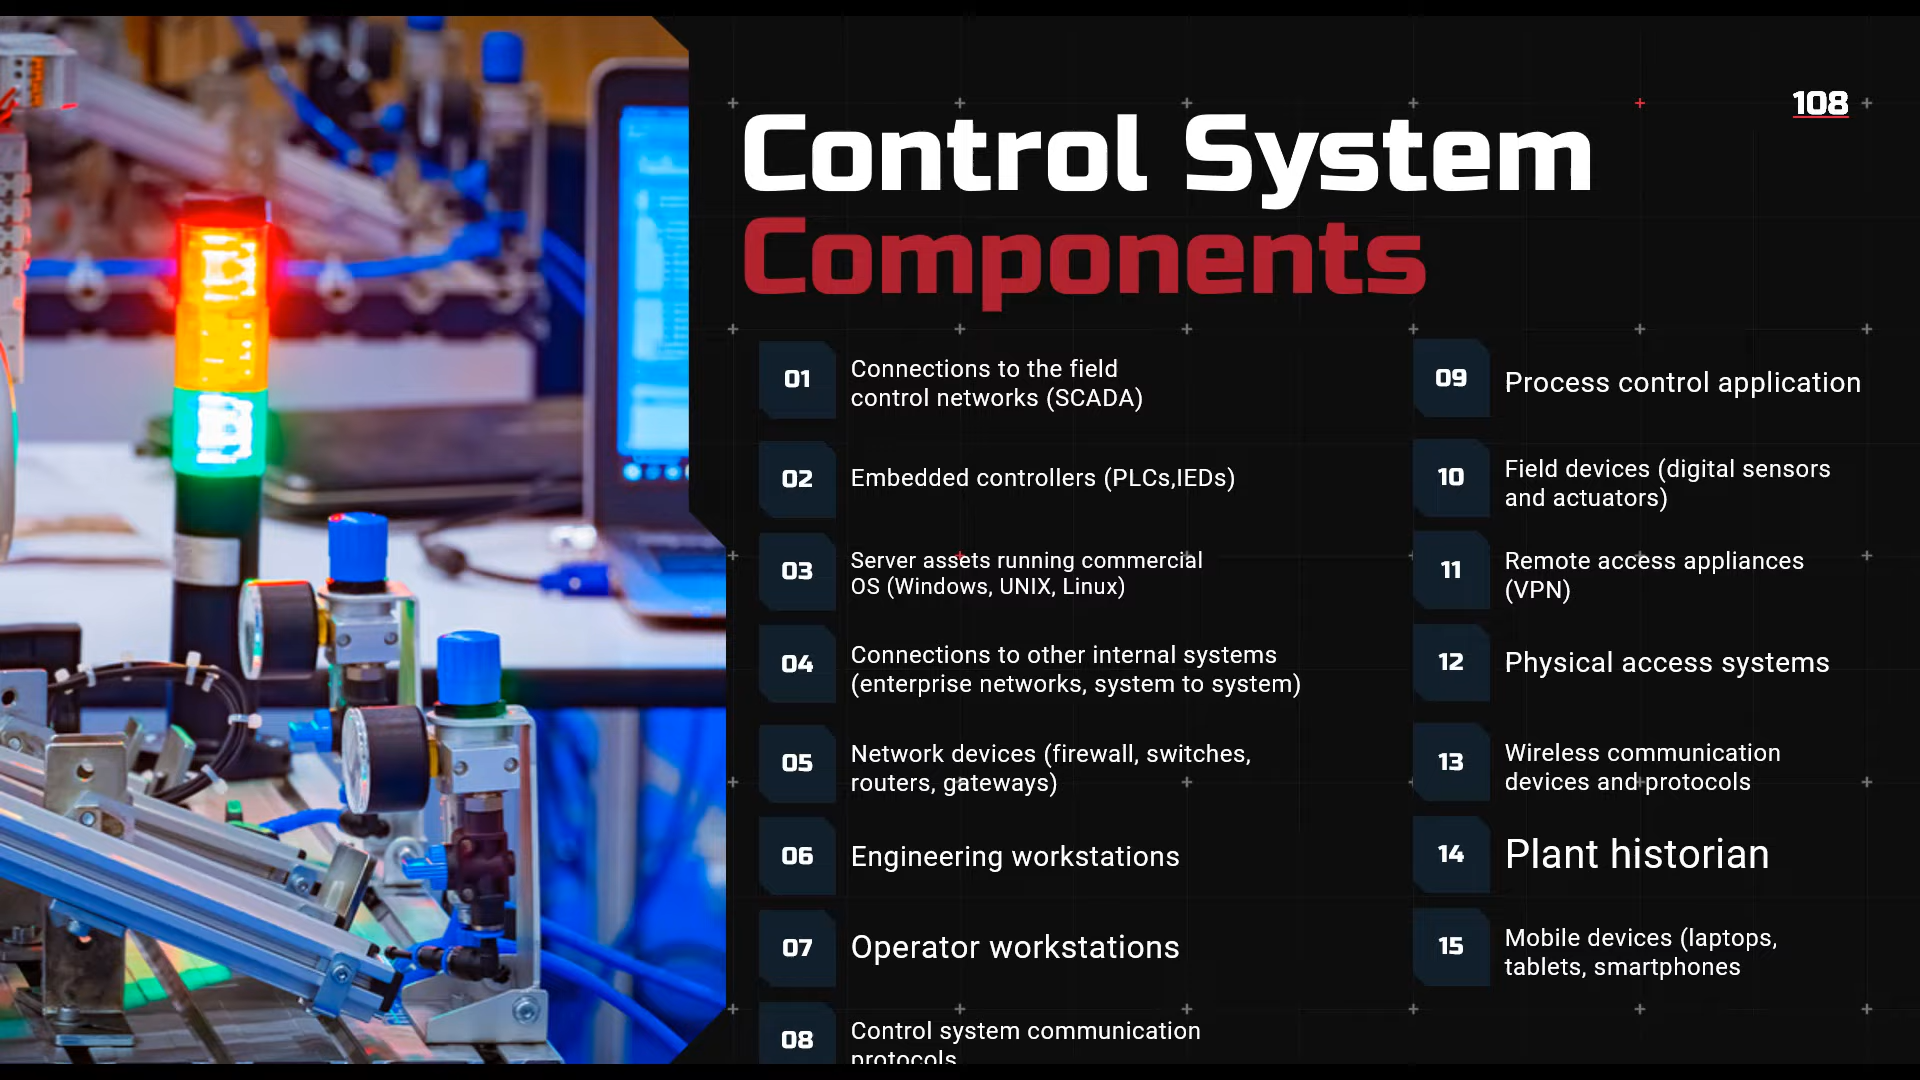 108
Control System
Components
01
Connections to the field
control networks (SCADA)
02
Embedded controllers (PLCs,IEDs)
03
Server assets running commercial
OS (Windows, UNIX, Linux)
04
Connections to other internal systems
(enterprise networks, system to system)
05
Network devices (firewall, switches,
routers, gateways)
06
Engineering workstations
07
Operator workstations
08
Control system communication
protocols
09
Process control application
10
Field devices (digital sensors
and actuators)
11
Remote access appliances
(VPN)
12
Physical access systems
13
Wireless communication
devices and protocols
14
Plant historian
15
Mobile devices (laptops,
tablets, smartphones